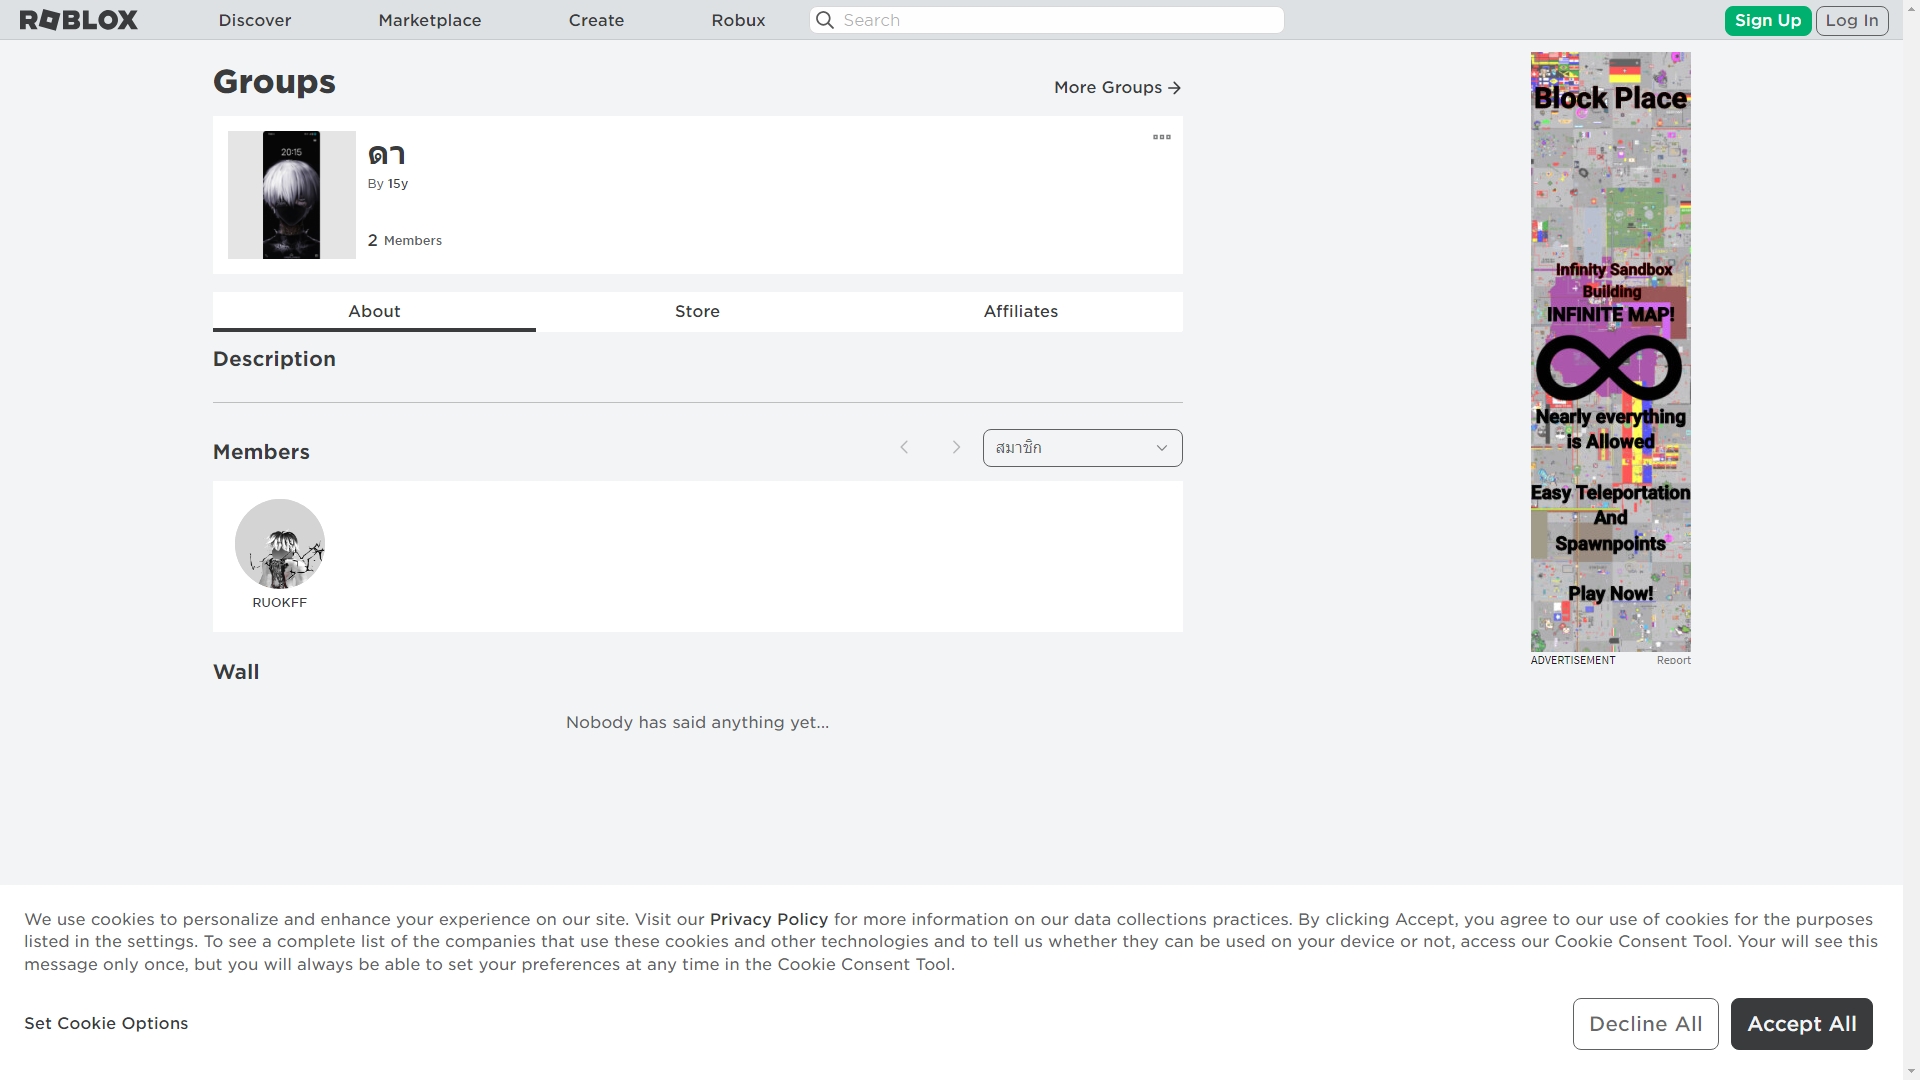 ROBLOX
Discover
Marketplace
Create
Robux
Search
Sign Up
Log In
Groups
More Groups
20:15
ดา
By 15y
2 Members
About
Store
Affiliates
Description
Members
สมาชิก
RUOKFF
Wall
Nobody has said anything yet...
Block Place
Infinity Sandbox
Building
INFINITE MAP!
Nearly everything
is Allowed
Easy Teleportation
And
Spawnpoints
Play Now!
ADVERTISEMENT
Report
We use cookies to personalize and enhance your experience on our site. Visit our Privacy Policy for more information on our data collections practices. By clicking Accept, you agree to our use of cookies for the purposes
listed in the settings. To see a complete list of the companies that use these cookies and other technologies and to tell us whether they can be used on your device or not, access our Cookie Consent Tool. Your will see this
message only once, but you will always be able to set your preferences at any time in the Cookie Consent Tool.
Set Cookie Options
Decline All
Accept All